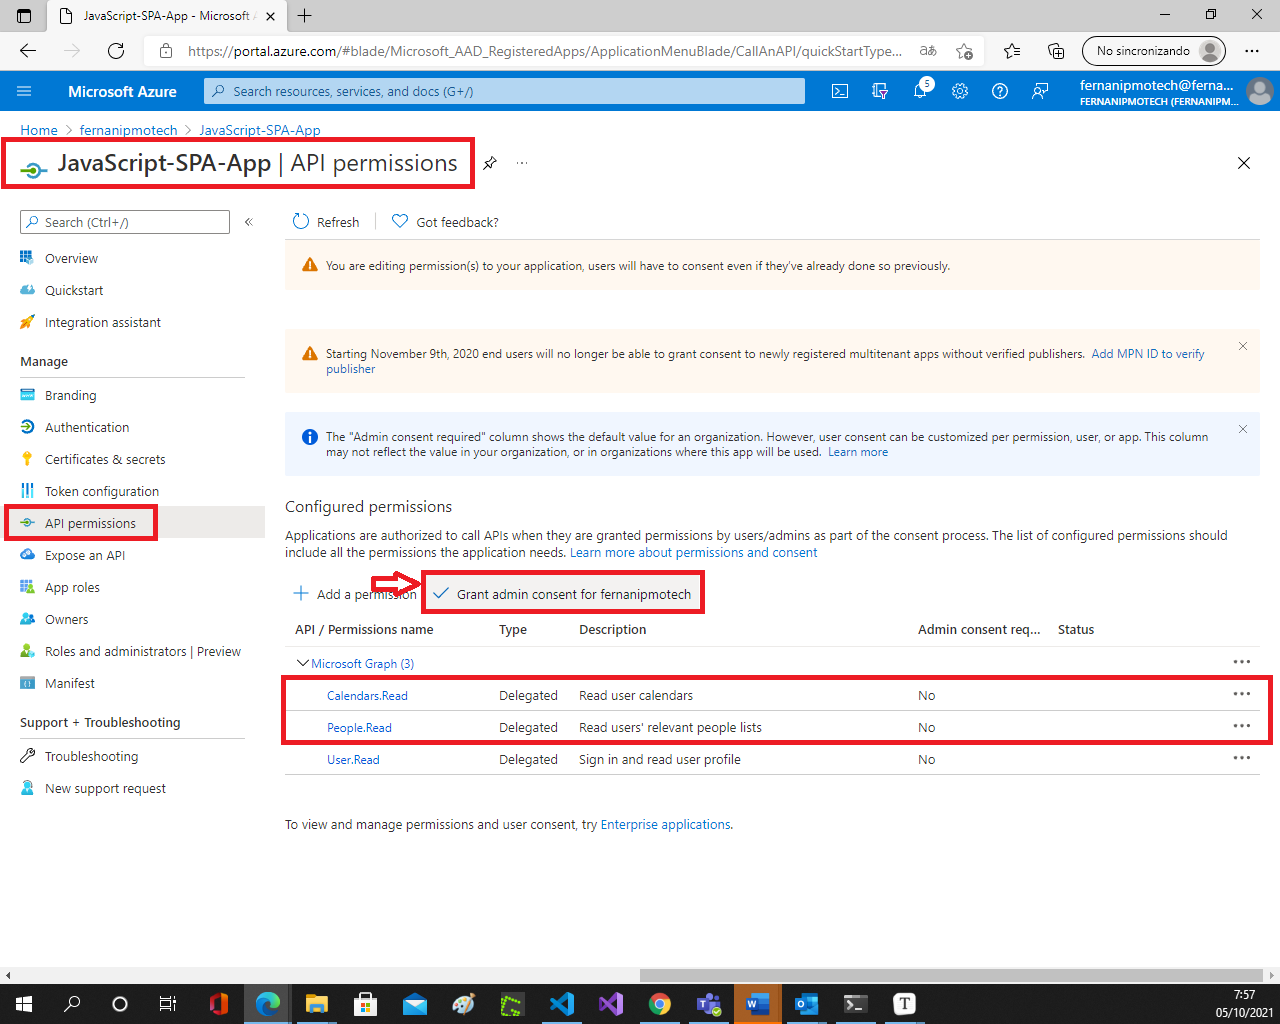 JavaScript-SPA-App - Microsoft A
https://portal.azure.com/#blade/Microsoft_AAD_RegisteredApps/ApplicationMenuBlade/CallAnAPI/quickStartType...
aあ
No sincronizando
Microsoft Azure
Search resources, services, and docs (G+/)
5
fernanipmotech@ferna...
FERNANIPMOTECH (FERNANIPM...
Home > fernanipmotech > JavaScript-SPA-App
JavaScript-SPA-App | API permissions
Search (Ctrl+/)
Refresh
Got feedback?
Overview
Quickstart
Integration assistant
Manage
Branding
Authentication
Certificates & secrets
Token configuration
API permissions
Expose an API
App roles
Owners
Roles and administrators | Preview
Manifest
Support + Troubleshooting
Troubleshooting
New support request
You are editing permission(s) to your application, users will have to consent even if they've already done so previously.
Starting November 9th, 2020 end users will no longer be able to grant consent to newly registered multitenant apps without verified publishers. Add MPN ID to verify
publisher
The "Admin consent required" column shows the default value for an organization. However, user consent can be customized per permission, user, or app. This column
may not reflect the value in your organization, or in organizations where this app will be used. Learn more
Configured permissions
Applications are authorized to call APIs when they are granted permissions by users/admins as part of the consent process. The list of configured permissions should
include all the permissions the application needs. Learn more about permissions and consent
Add a permission
Grant admin consent for fernanipmotech
API / Permissions name Type Description Admin consent req... Status
Microsoft Graph (3)
Calendars.Read Delegated Read user calendars No
People.Read Delegated Read users' relevant people lists No
User.Read Delegated Sign in and read user profile No
To view and manage permissions and user consent, try Enterprise applications.
7:57
05/10/2021